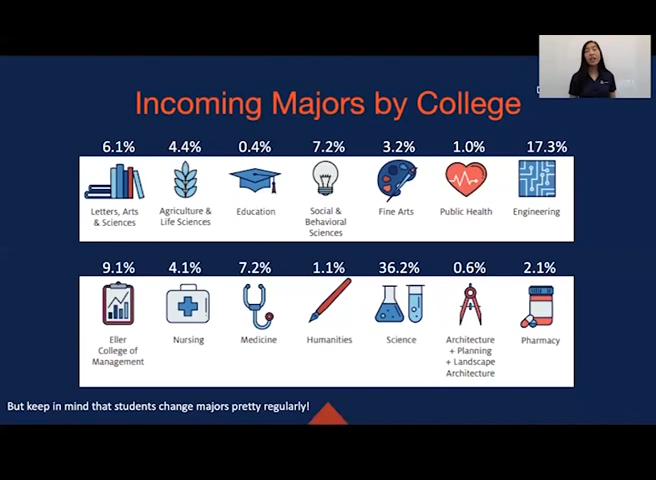 Incoming Majors by College
6.1% 4.4% 0.4% 7.2% 3.2% 1.0% 17.3%
Letters, Arts & Sciences
Agriculture & Life Sciences
Education
Social & Behavioral Sciences
Fine Arts
Public Health
Engineering
9.1% 4.1% 7.2% 1.1% 36.2% 0.6% 2.1%
Eller College of Management
Nursing
Medicine
Humanities
Science
Architecture + Planning + Landscape Architecture
Pharmacy
But keep in mind that students change majors pretty regularly!